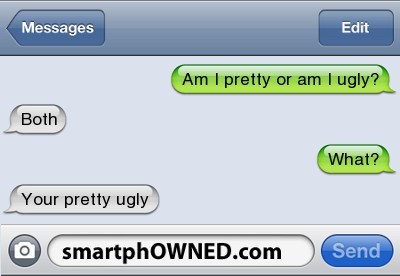 Messages
Edit
Am I pretty or am I ugly?
Both
What?
Your pretty ugly
smartphOWNED.com
Send